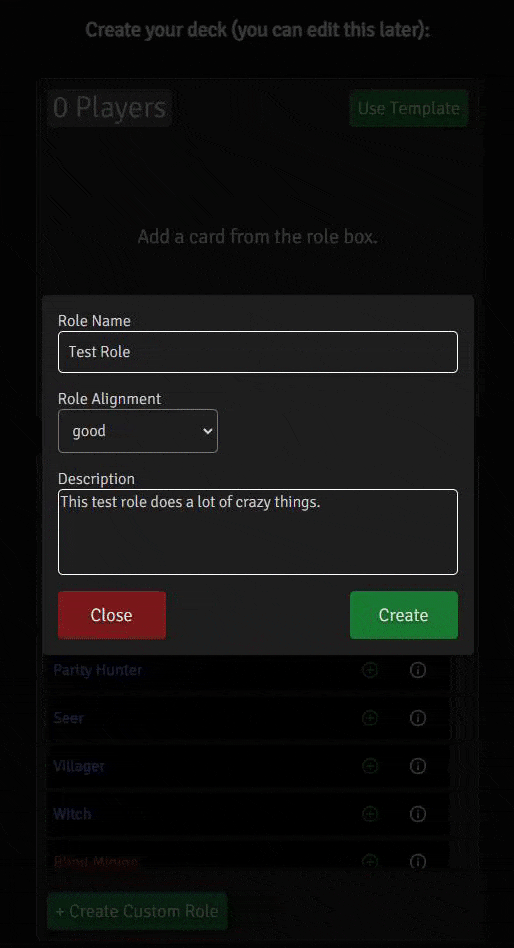 Create your deck (you can edit this later):
0 Players
Use Template
Add a card from the role box.
Role Name
Test Role
Role Alignment
good
Description
This test role does a lot of crazy things.
Close
Create
Parity Hunter
Seer
Villager
Witch
Blind Minion
+ Create Custom Role